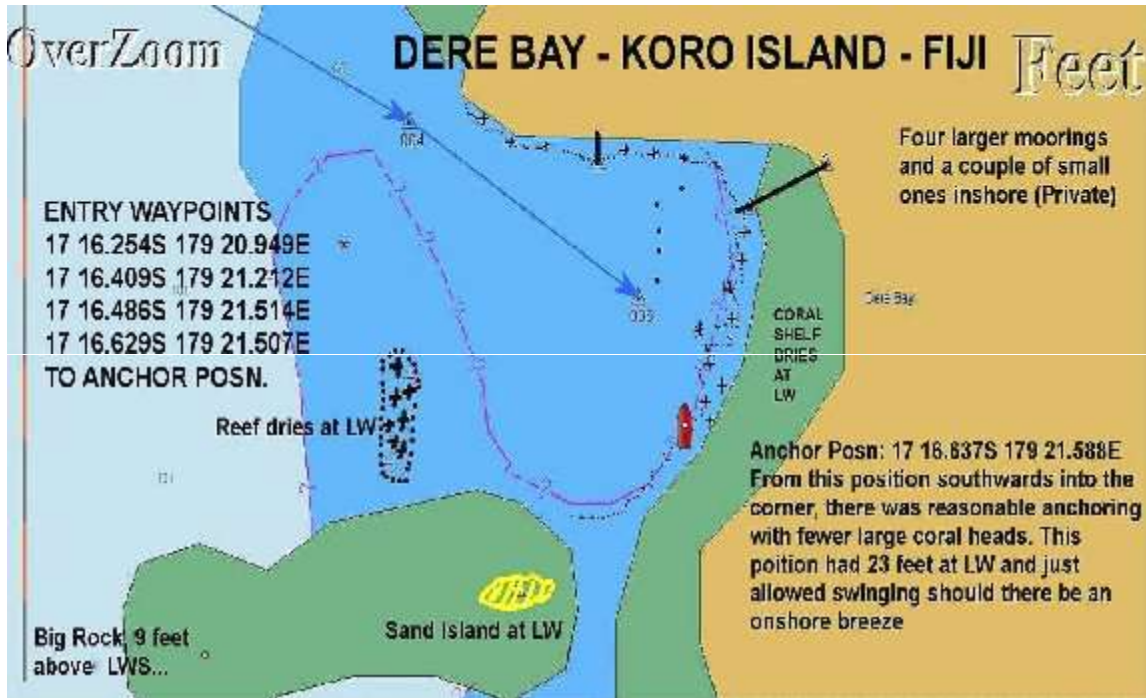 OverZoom
DERE BAY - KORO ISLAND - FIJI
Feet
Four larger moorings
and a couple of small
ones inshore (Private)
004
ENTRY WAYPOINTS
17 16.254S 179 20.949E
17 16.409S 179 21.212E
17 16.486S 179 21.514E
17 16.629S 179 21.507E
TO ANCHOR POSN.
Dere Bay
CORAL
SHELF
DRIES
AT
LW
Reef dries at LW
Anchor Posn: 17 16.637S 179 21.588E
From this position southwards into the
corner, there was reasonable anchoring
with fewer large coral heads. This
poition had 23 feet at LW and just
allowed swinging should there be an
onshore breeze
Sand Island at LW
Big Rock, 9 feet
above LWS...